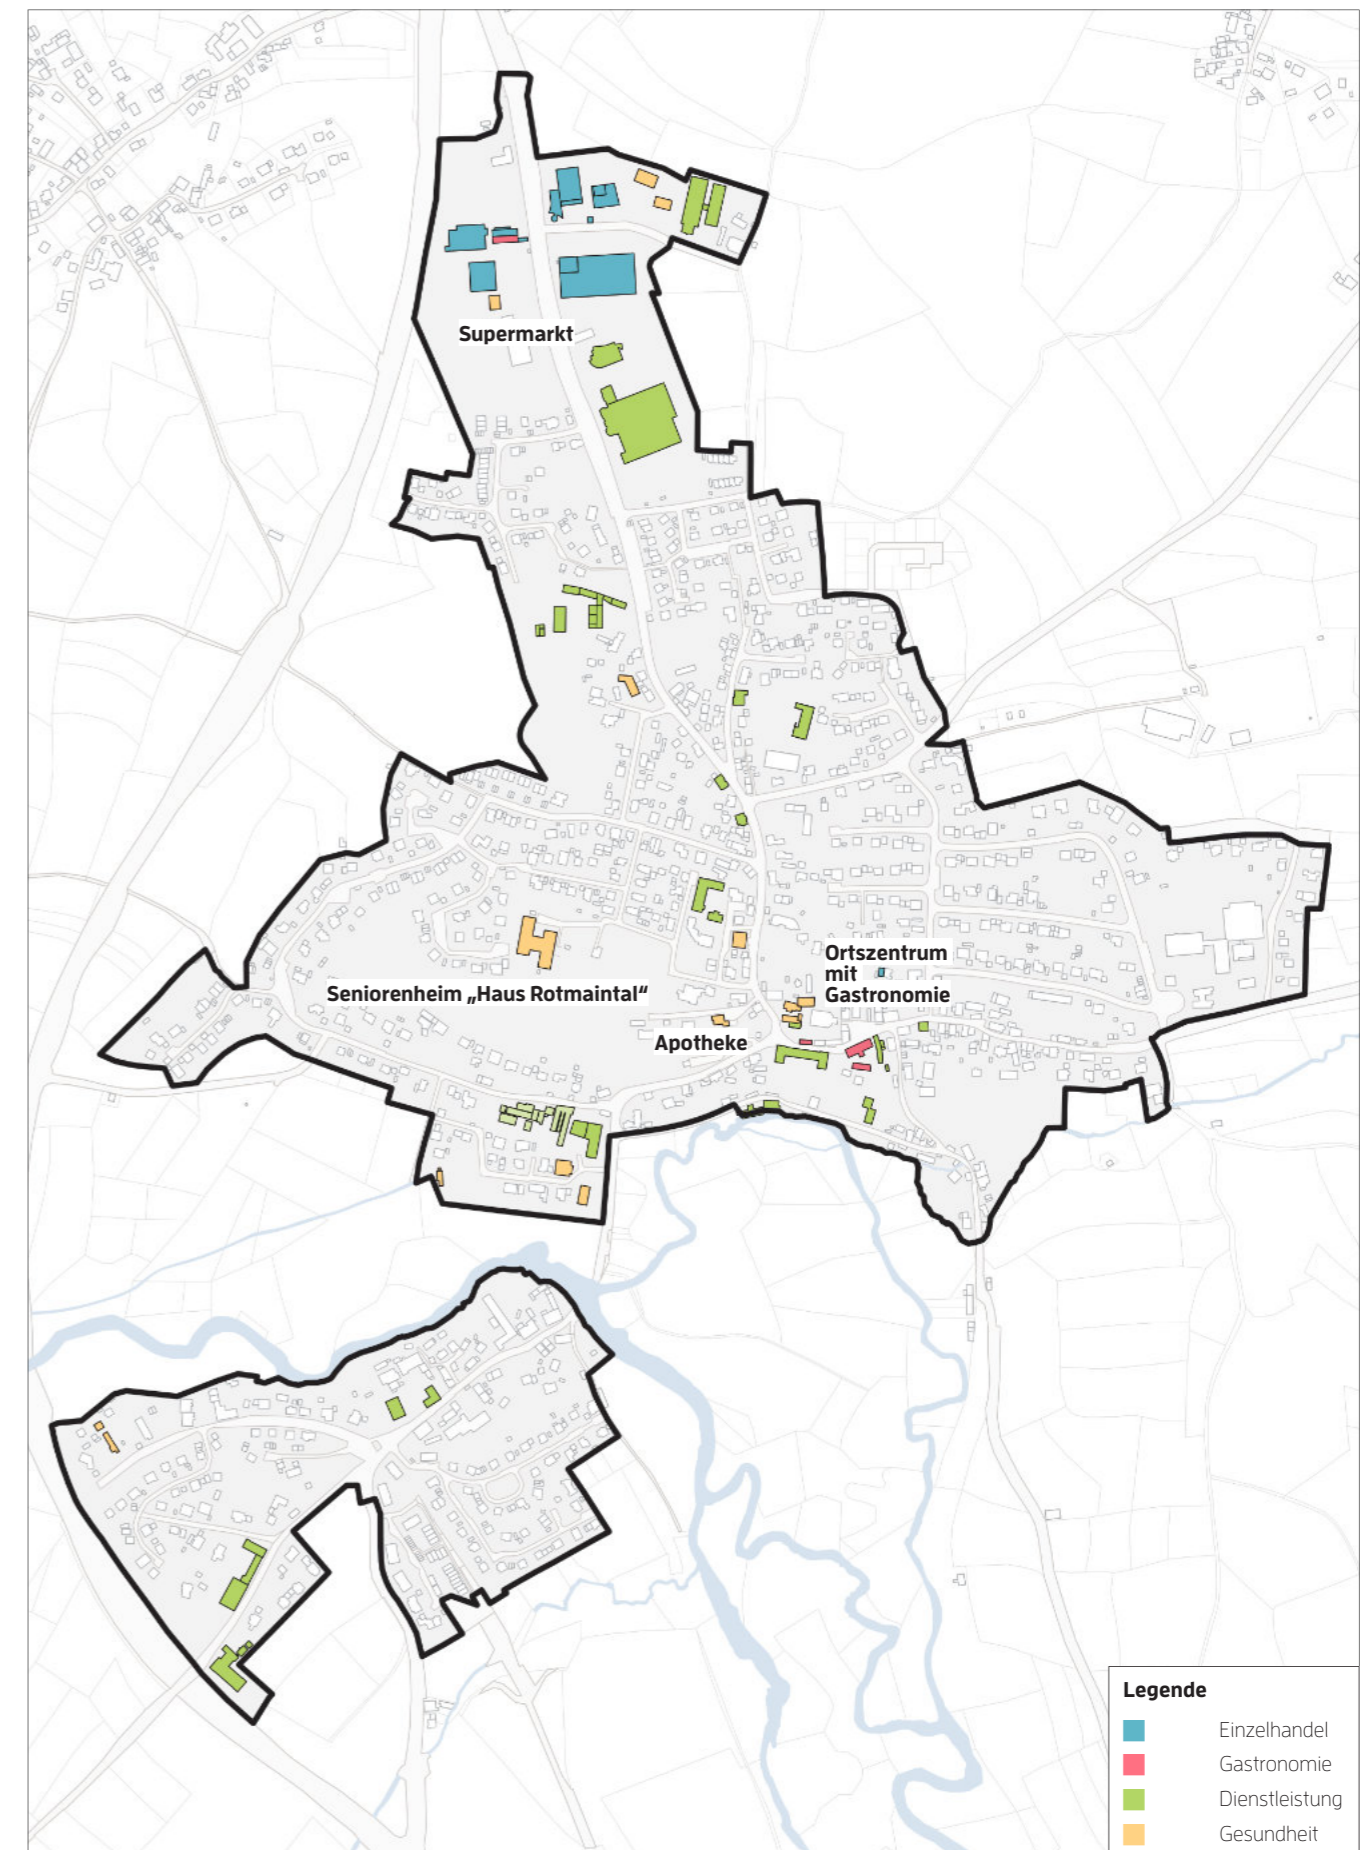 Supermarkt
Ortszentrum
mit
Gastronomie
Seniorenheim „Haus Rotmaintal“
Apotheke
Legende
Einzelhandel
Gastronomie
Dienstleistung
Gesundheit